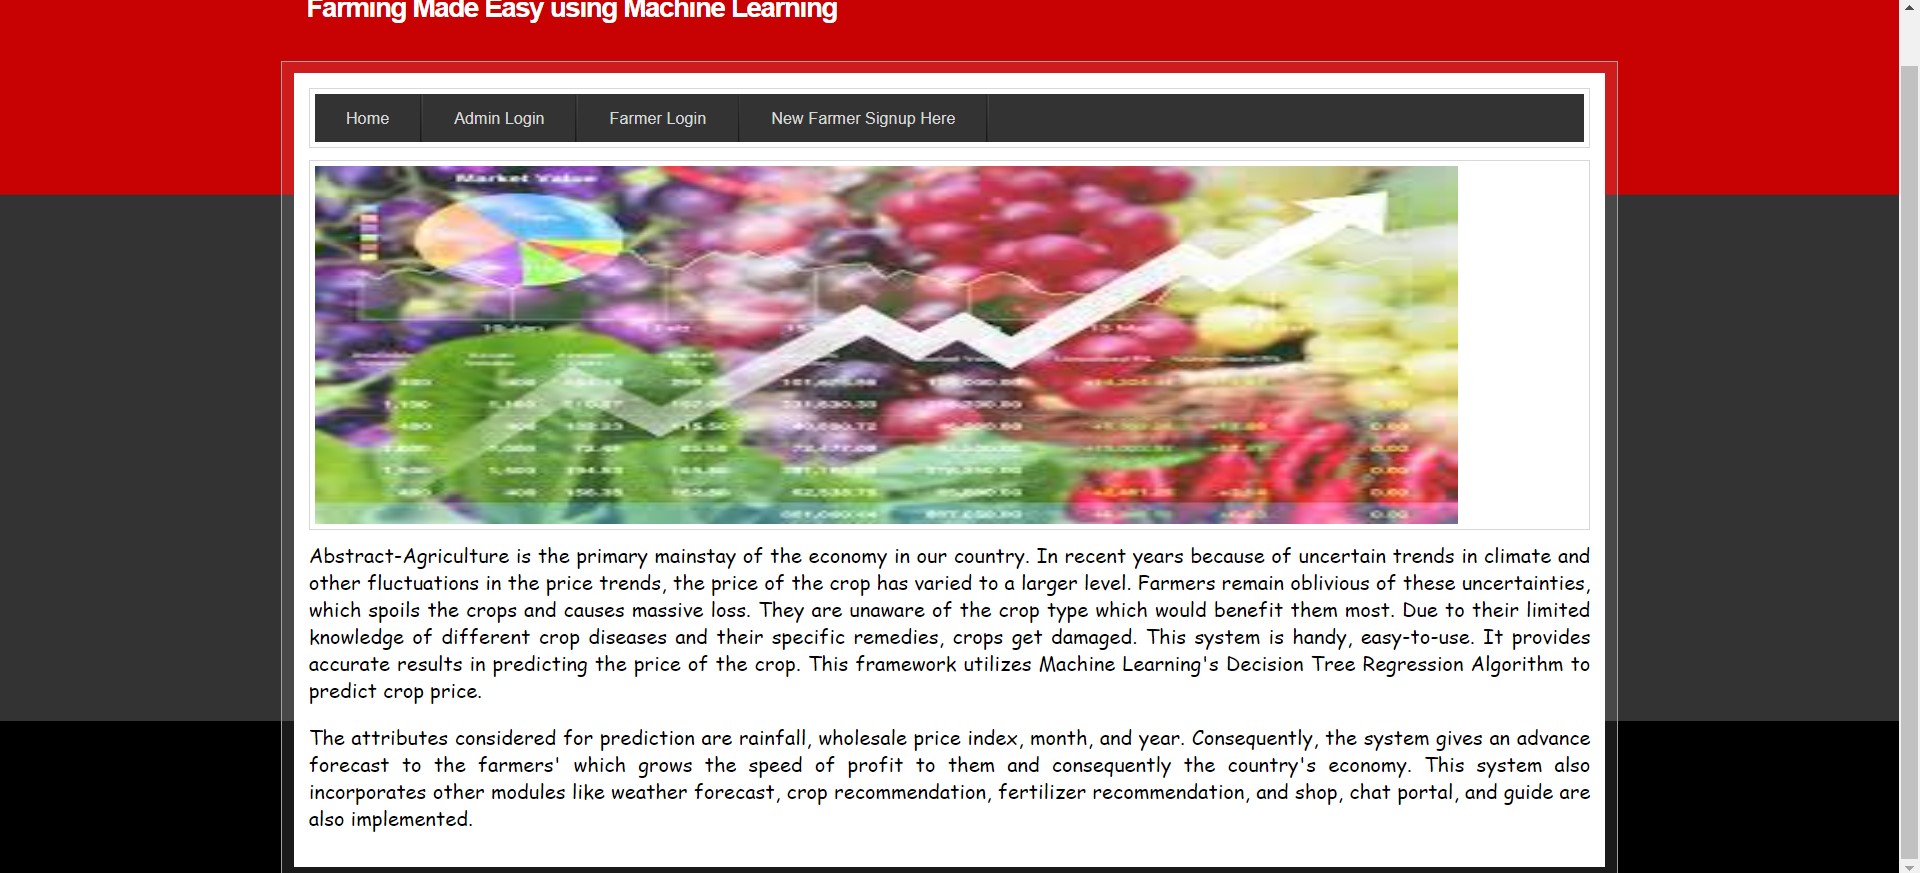 Farming Made Easy using Machine Learning
Home Admin Login Farmer Login New Farmer Signup Here
Market Value
Abstract-Agriculture is the primary mainstay of the economy in our country. In recent years because of uncertain trends in climate and
other fluctuations in the price trends, the price of the crop has varied to a larger level. Farmers remain oblivious of these uncertainties,
which spoils the crops and causes massive loss. They are unaware of the crop type which would benefit them most. Due to their limited
knowledge of different crop diseases and their specific remedies, crops get damaged. This system is handy, easy-to-use. It provides
accurate results in predicting the price of the crop. This framework utilizes Machine Learning's Decision Tree Regression Algorithm to
predict crop price.
The attributes considered for prediction are rainfall, wholesale price index, month, and year. Consequently, the system gives an advance
forecast to the farmers' which grows the speed of profit to them and consequently the country's economy. This system also
incorporates other modules like weather forecast, crop recommendation, fertilizer recommendation, and shop, chat portal, and guide are
also implemented.